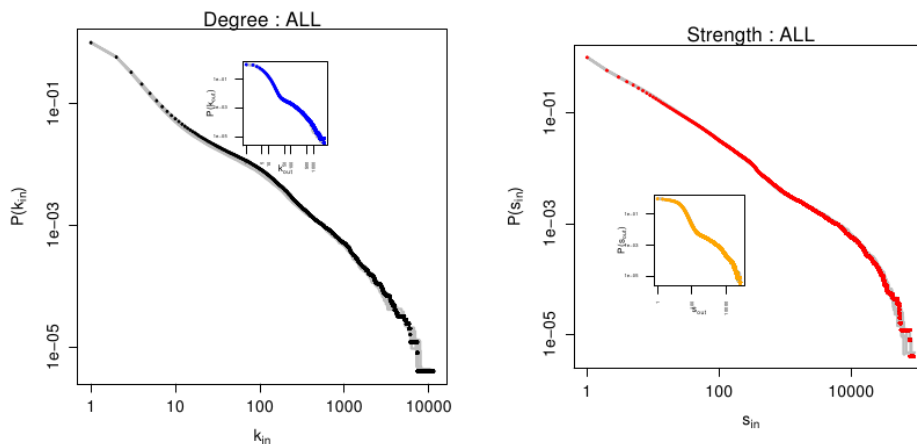 Degree : ALL
P(k_in)
1e-01
1e-03
1e-05
1 10 100 1000 10000
k_in
P(k_out)
1e-01
1e-03
1e-05
k_out
Strength : ALL
P(s_in)
1e-01
1e-03
1e-05
1 100 10000
s_in
P(s_out)
1e-01
1
s_out